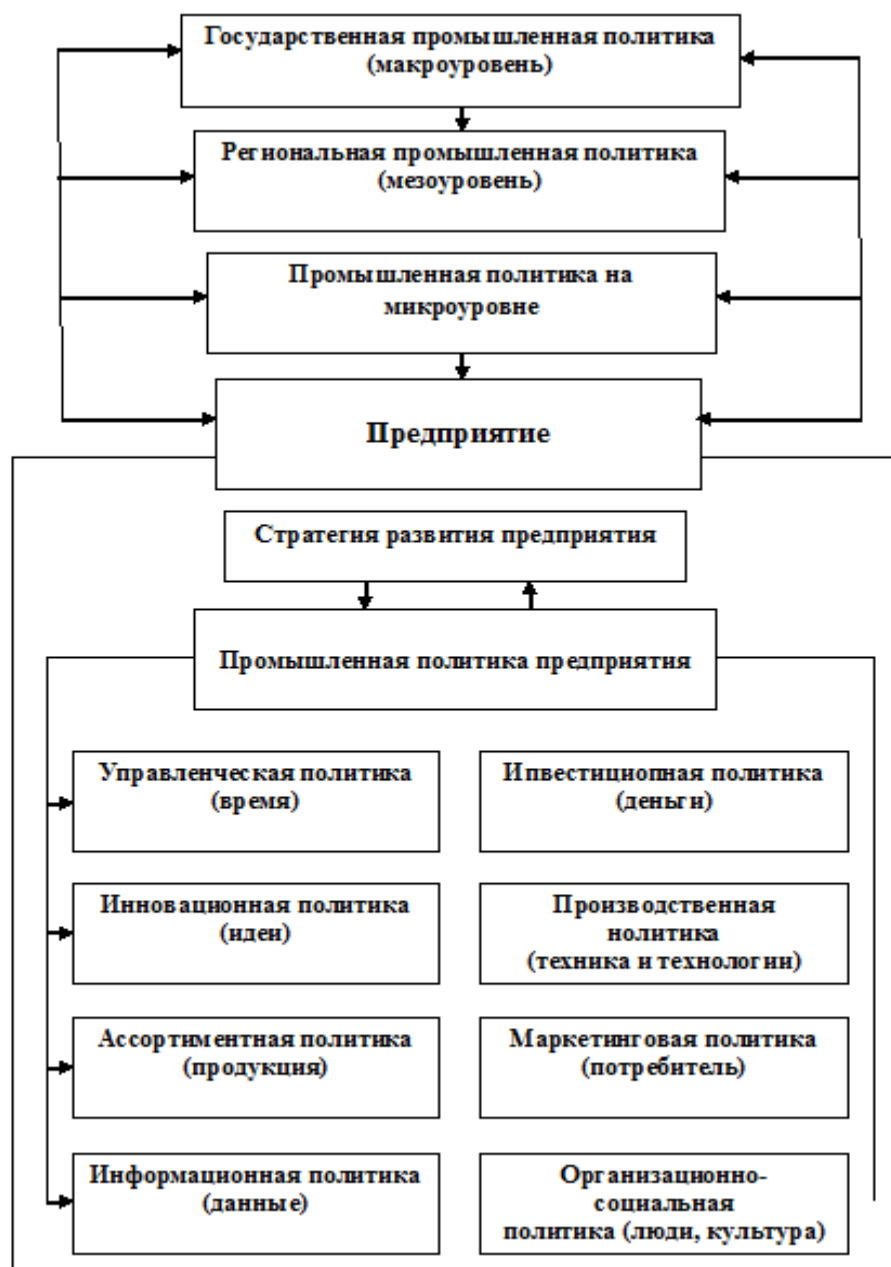 Государственная промышленная политика
(макроуровень)
Региональная промышленная политика
(мезоуровень)
Промышленная политика на
микроуровне
Предприятие
Стратегия развития предприятия
Промышленная политика предприятия
Управленческая политика
(время)
Ипвестициопная политика
(деньги)
Инновационная политика
(идеи)
Производственная
нолитика
(техника и технологии)
Ассортиментная политика
(продукция)
Маркетинговая политика
(потребитель)
Информационная политика
(данные)
Организационно-
социальная
политика (люди, культура)